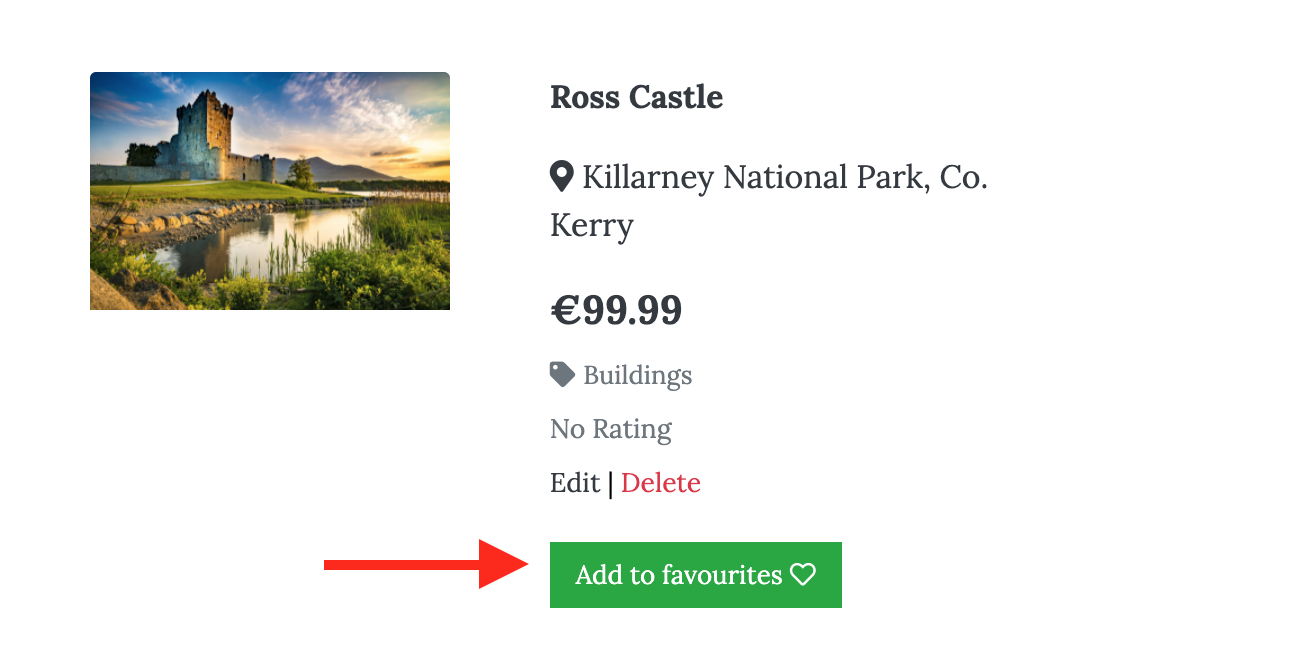 Ross Castle
Killarney National Park, Co.
Kerry
€99.99
Buildings
No Rating
Edit | Delete
Add to favourites